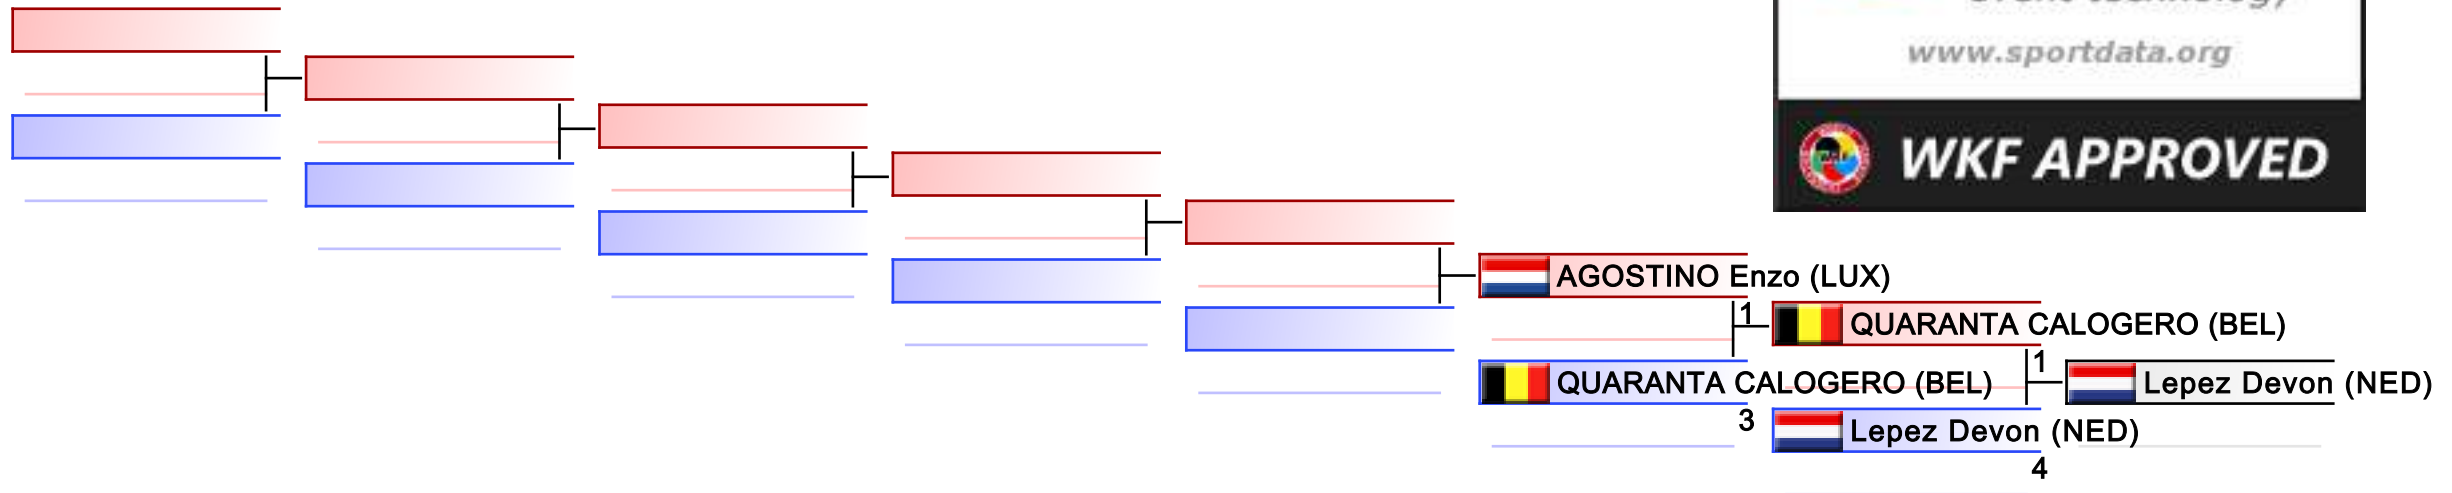 www.sportdata.org
WKF APPROVED
AGOSTINO Enzo (LUX)
1
QUARANTA CALOGERO (BEL)
1
QUARANTA CALOGERO (BEL)
Lepez Devon (NED)
3
Lepez Devon (NED)
4